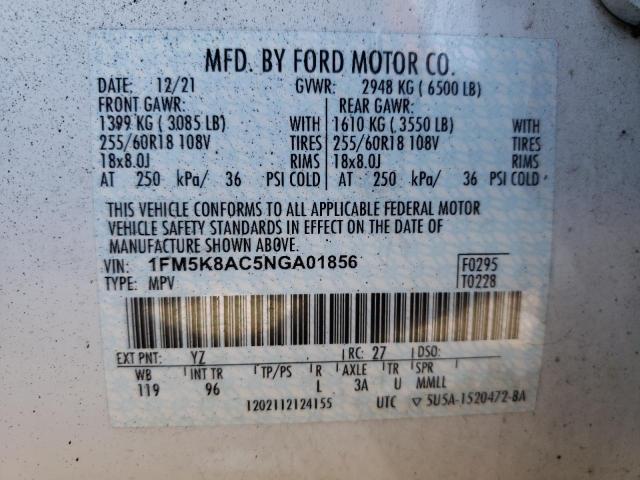 MFD. BY FORD MOTOR CO.
DATE: 12/21 GVWR: 2948 KG ( 6500 LB)
FRONT GAWR: REAR GAWR:
1399 KG ( 3085 LB) WITH 1610 KG ( 3550 LB) WITH
255/60R18 108V TIRES 255/60R18 108V TIRES
18x8.0J RIMS 18x8.0J RIMS
AT 250 kPa/ 36 PSI COLD AT 250 kPa/ 36 PSI COLD
THIS VEHICLE CONFORMS TO ALL APPLICABLE FEDERAL MOTOR
VEHICLE SAFETY STANDARDS IN EFFECT ON THE DATE OF
MANUFACTURE SHOWN ABOVE.
VIN: 1FM5K8AC5NGA01856 F0295
TYPE: MPV T0228
EXT PNT: YZ RC: 27 DSO:
WB INT TR TP/PS R AXLE TR SPR
119 96 L 3A U MMLL
1202112124155 UTC ▽ 5U5A-1520472-BA